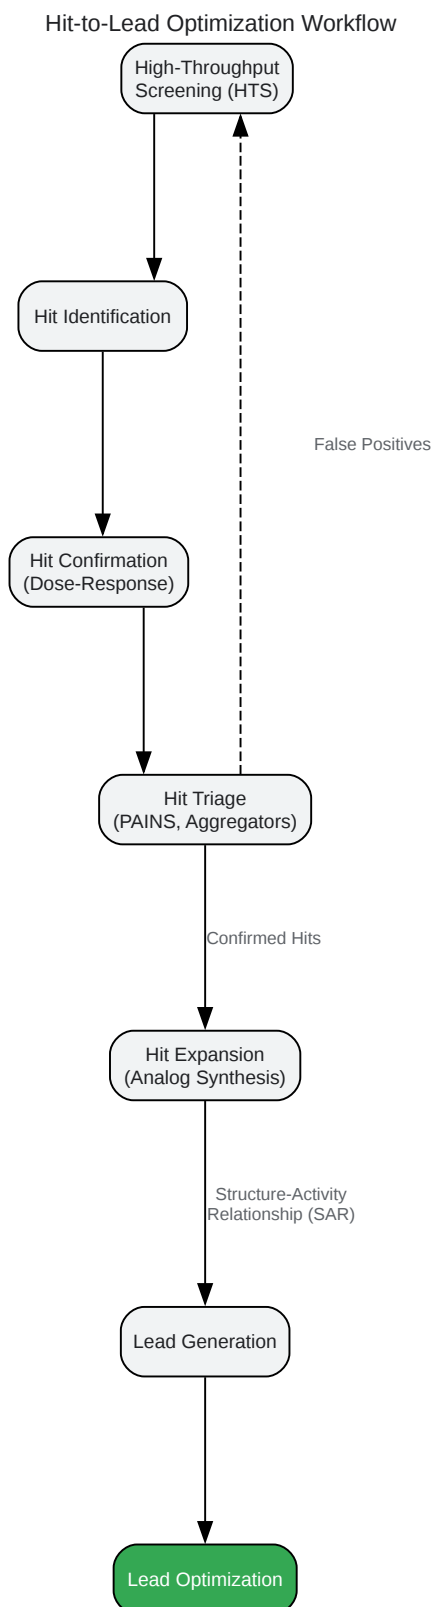 Hit-to-Lead Optimization Workflow
High-Throughput
Screening (HTS)
Hit Identification
False Positives
Hit Confirmation
(Dose-Response)
Hit Triage
(PAINS, Aggregators)
Confirmed Hits
Hit Expansion
(Analog Synthesis)
Structure-Activity
Relationship (SAR)
Lead Generation
Lead Optimization